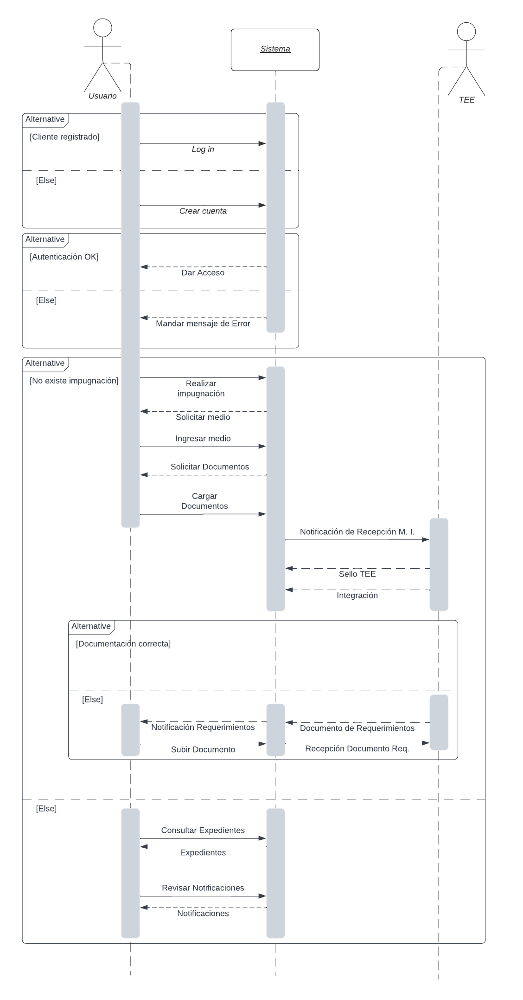 Usuario
Sistema
TEE
Alternative
[Cliente registrado]
Log in
[Else]
Crear cuenta
Alternative
[Autenticación OK]
Dar Acceso
[Else]
Mandar mensaje de Error
Alternative
[No existe impugnación]
Realizar
impugnación
Solicitar medio
Ingresar medio
Solicitar Documentos
Cargar
Documentos
Notificación de Recepción M. I.
Sello TEE
Integración
Alternative
[Documentación correcta]
[Else]
Notificación Requerimientos
Documento de Requerimientos
Subir Documento
Recepción Documento Req.
[Else]
Consultar Expedientes
Expedientes
Revisar Notificaciones
Notificaciones